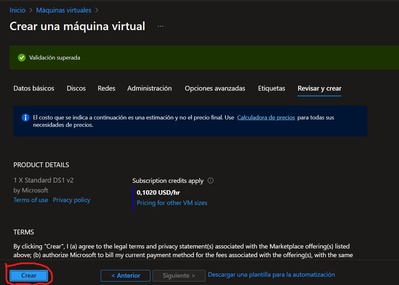 Inicio > Máquinas virtuales >
Crear una máquina virtual ...
Validación superada
Datos básicos Discos Redes Administración Opciones avanzadas Etiquetas Revisar y crear
El costo que se indica a continuación es una estimación y no el precio final. Use Calculadora de precios para todas sus
necesidades de precios.
PRODUCT DETAILS
1 X Standard DS1 v2
by Microsoft
Terms of use Privacy policy
Subscription credits apply
0,1020 USD/hr
Pricing for other VM sizes
TERMS
By clicking "Crear", I (a) agree to the legal terms and privacy statement(s) associated with the Marketplace offering(s) listed
above; (b) authorize Microsoft to bill my current payment method for the fees associated with the offering(s), with the same
Crear < Anterior Siguiente > Descargar una plantilla para la automatización